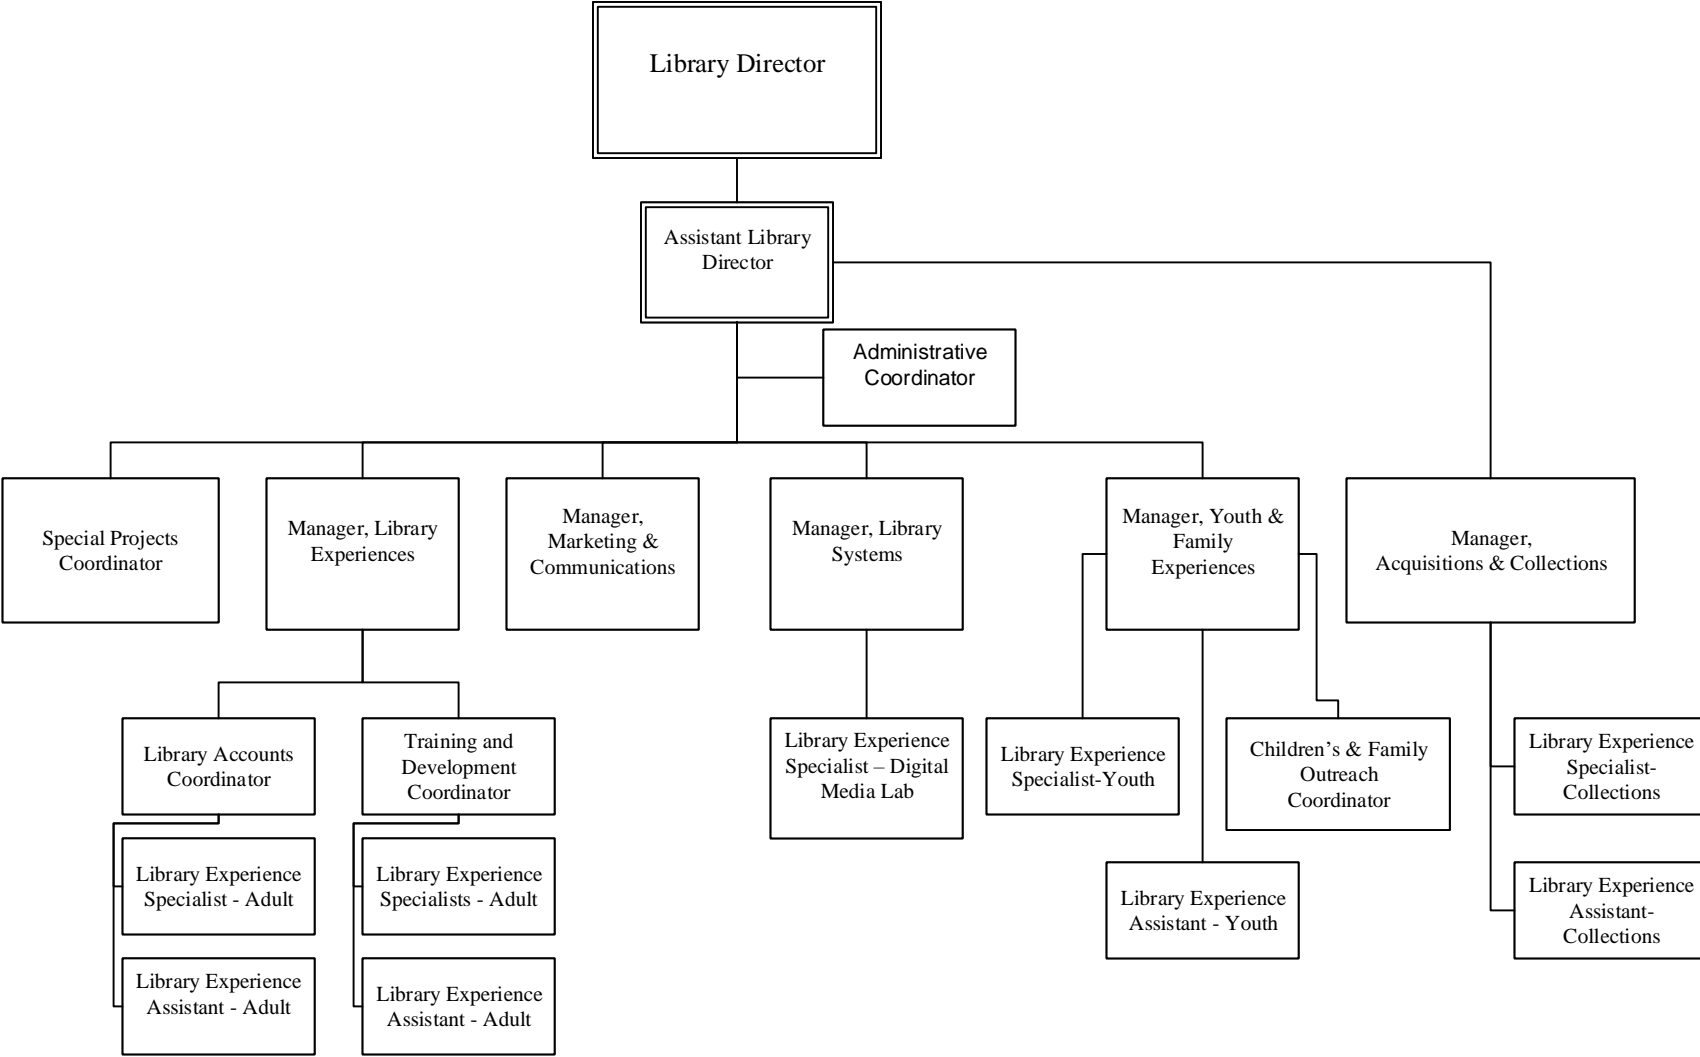 Library Director
Assistant Library
Director
Administrative
Coordinator
Special Projects
Coordinator
Manager, Library
Experiences
Manager,
Marketing &
Communications
Manager, Library
Systems
Manager, Youth &
Family
Experiences
Manager,
Acquisitions & Collections
Library Accounts
Coordinator
Training and
Development
Coordinator
Library Experience
Specialist – Digital
Media Lab
Library Experience
Specialist-Youth
Children’s & Family
Outreach
Coordinator
Library Experience
Specialist-
Collections
Library Experience
Specialist - Adult
Library Experience
Specialists - Adult
Library Experience
Assistant - Youth
Library Experience
Assistant-
Collections
Library Experience
Assistant - Adult
Library Experience
Assistant - Adult